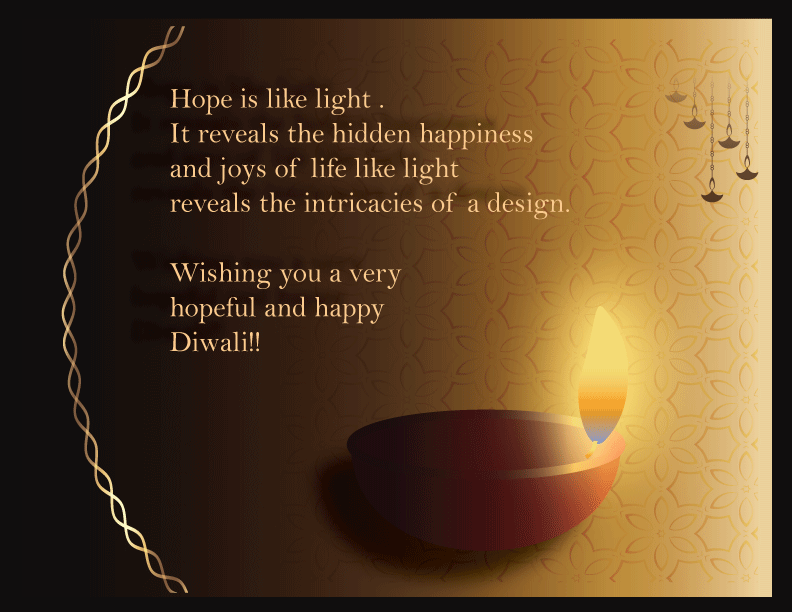 Hope is like light .
It reveals the hidden happiness
and joys of life like light
reveals the intricacies of a design.
Wishing you a very
hopeful and happy
Diwali!!